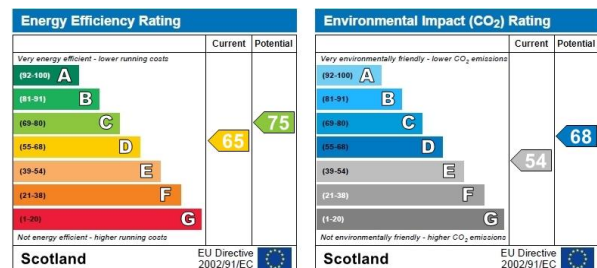 Energy Efficiency Rating
Current Potential
Very energy efficient - lower running costs
(92-100) A
(81-91) B
(69-80) C
(55-68) D
(39-54) E
(21-38) F
(1-20) G
65
75
Not energy efficient - higher running costs
Scotland
EU Directive
2002/91/EC
Environmental Impact (CO2) Rating
Current Potential
Very environmentally friendly - lower CO2 emissions
(92-100) A
(81-91) B
(69-80) C
(55-68) D
(39-54) E
(21-38) F
(1-20) G
54
68
Not environmentally friendly - higher CO2 emissions
Scotland
EU Directive
2002/91/EC